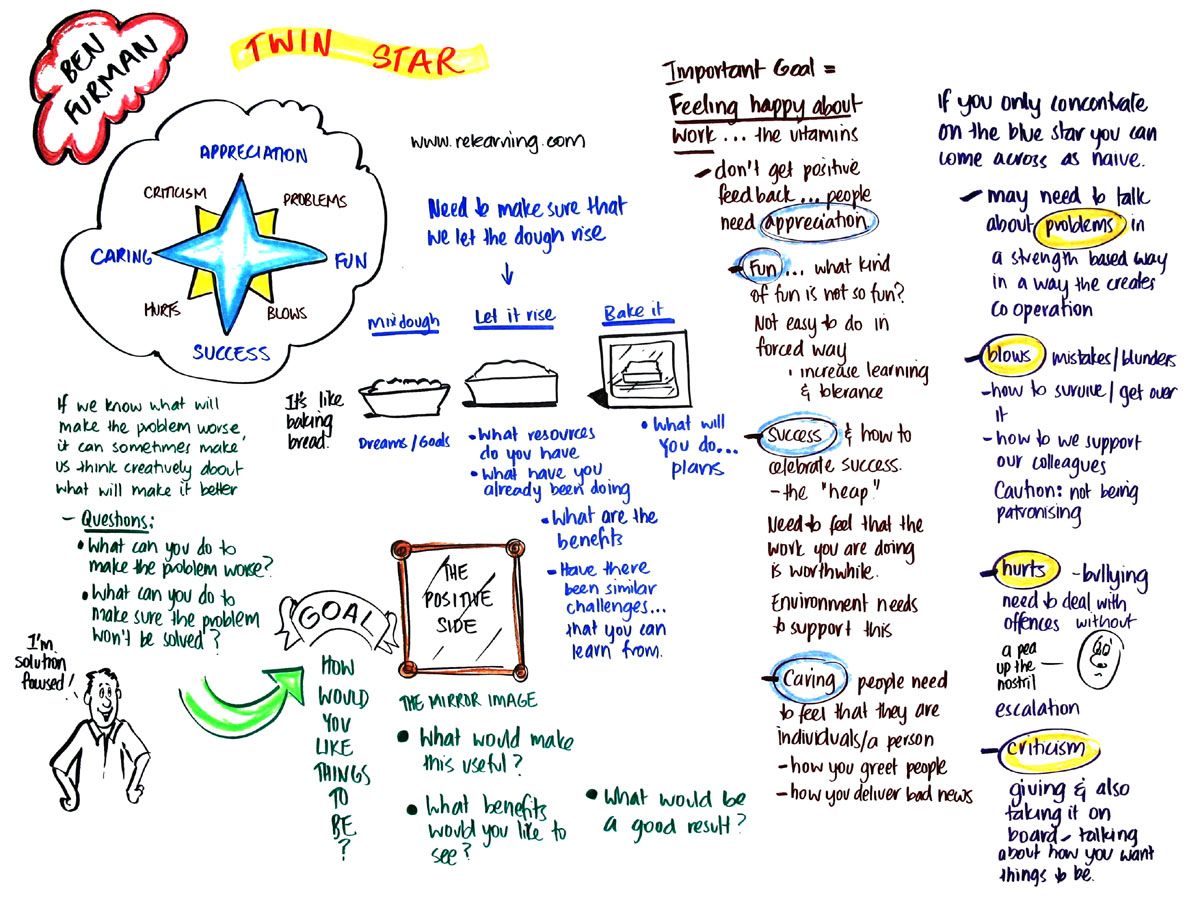 BEN
FURMAN
TWIN STAR
APPRECIATION
CRITICISM
PROBLEMS
CARING
FUN
HURTS
BLOWS
SUCCESS
www.relearning.com
Need to make sure that
we let the dough rise
Mix dough
Let it rise
Bake it
It's like
baking
bread.
Dreams/Goals
• What resources
do you have
• What have you
already been doing
• What are the
benefits
- Have there
been similar
challenges...
that you can
learn from.
• What will
you do...
plans
If we know what will
make the problem worse,
it can sometimes make
us think creatively about
what will make it better
- Questions:
• What can you do to
make the problem worse?
• What can you do to
make sure the problem
won't be solved?
I'm
solution
focused!
GOAL
HOW
WOULD
YOU
LIKE
THINGS
TO
BE
?
THE
POSITIVE
SIDE
THE MIRROR IMAGE
• What would make
this useful?
• What benefits
would you like to
see?
• What would be
a good result?
Important Goal =
Feeling happy about
work... the vitamins
- don't get positive
feedback... people
need appreciation
- Fun... what kind
of fun is not so fun?
Not easy to do in
forced way
• increase learning
& tolerance
- Success & how to
celebrate success.
- the "heap"
Need to feel that the
work you are doing
is worthwhile.
Environment needs
to support this
- Caring people need
to feel that they are
individuals/a person
- how you greet people
- how you deliver bad news
If you only concentrate
on the blue star you can
come across as naive.
- may need to talk
about problems in
a strength based way
in a way the creates
co operation
- blows mistakes/blunders
- how to survive/get over
it
- how to we support
our colleagues
Caution: not being
patronising
- hurts - bullying
need to deal with
offences without
a pea
up the
nostril
escalation
- criticism
giving & also
taking it on
board - talking
about how you want
things to be.